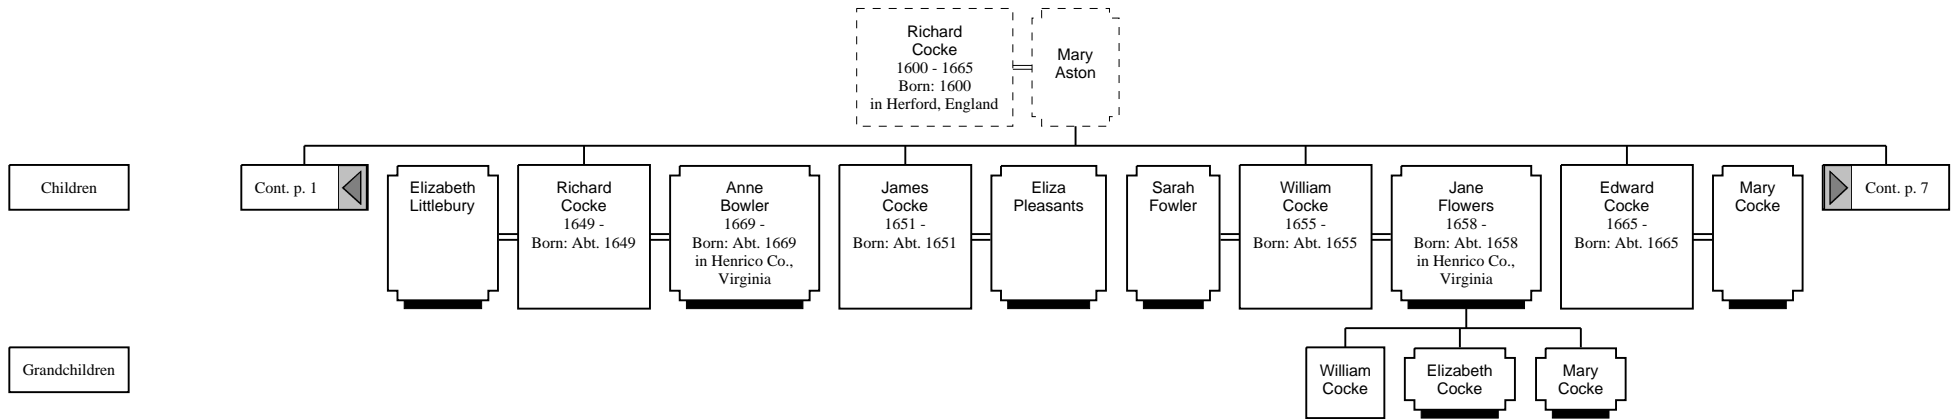 Richard
Cocke
1600 - 1665
Born: 1600
in Herford, England
Mary
Aston
Children
Cont. p. 1
Elizabeth
Littlebury
Richard
Cocke
1649 -
Born: Abt. 1649
Anne
Bowler
1669 -
Born: Abt. 1669
in Henrico Co.,
Virginia
James
Cocke
1651 -
Born: Abt. 1651
Eliza
Pleasants
Sarah
Fowler
William
Cocke
1655 -
Born: Abt. 1655
Jane
Flowers
1658 -
Born: Abt. 1658
in Henrico Co.,
Virginia
Edward
Cocke
1665 -
Born: Abt. 1665
Mary
Cocke
Cont. p. 7
Grandchildren
William
Cocke
Elizabeth
Cocke
Mary
Cocke